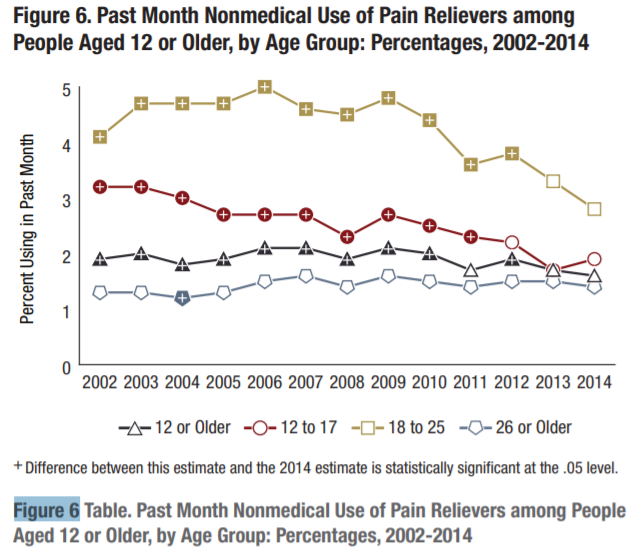 Figure 6. Past Month Nonmedical Use of Pain Relievers among
People Aged 12 or Older, by Age Group: Percentages, 2002-2014
5
4
3
2
1
0
Percent Using in Past Month
2002 2003 2004 2005 2006 2007 2008 2009 2010 2011 2012 2013 2014
12 or Older 12 to 17 18 to 25 26 or Older
+ Difference between this estimate and the 2014 estimate is statistically significant at the .05 level.
Figure 6 Table. Past Month Nonmedical Use of Pain Relievers among People
Aged 12 or Older, by Age Group: Percentages, 2002-2014